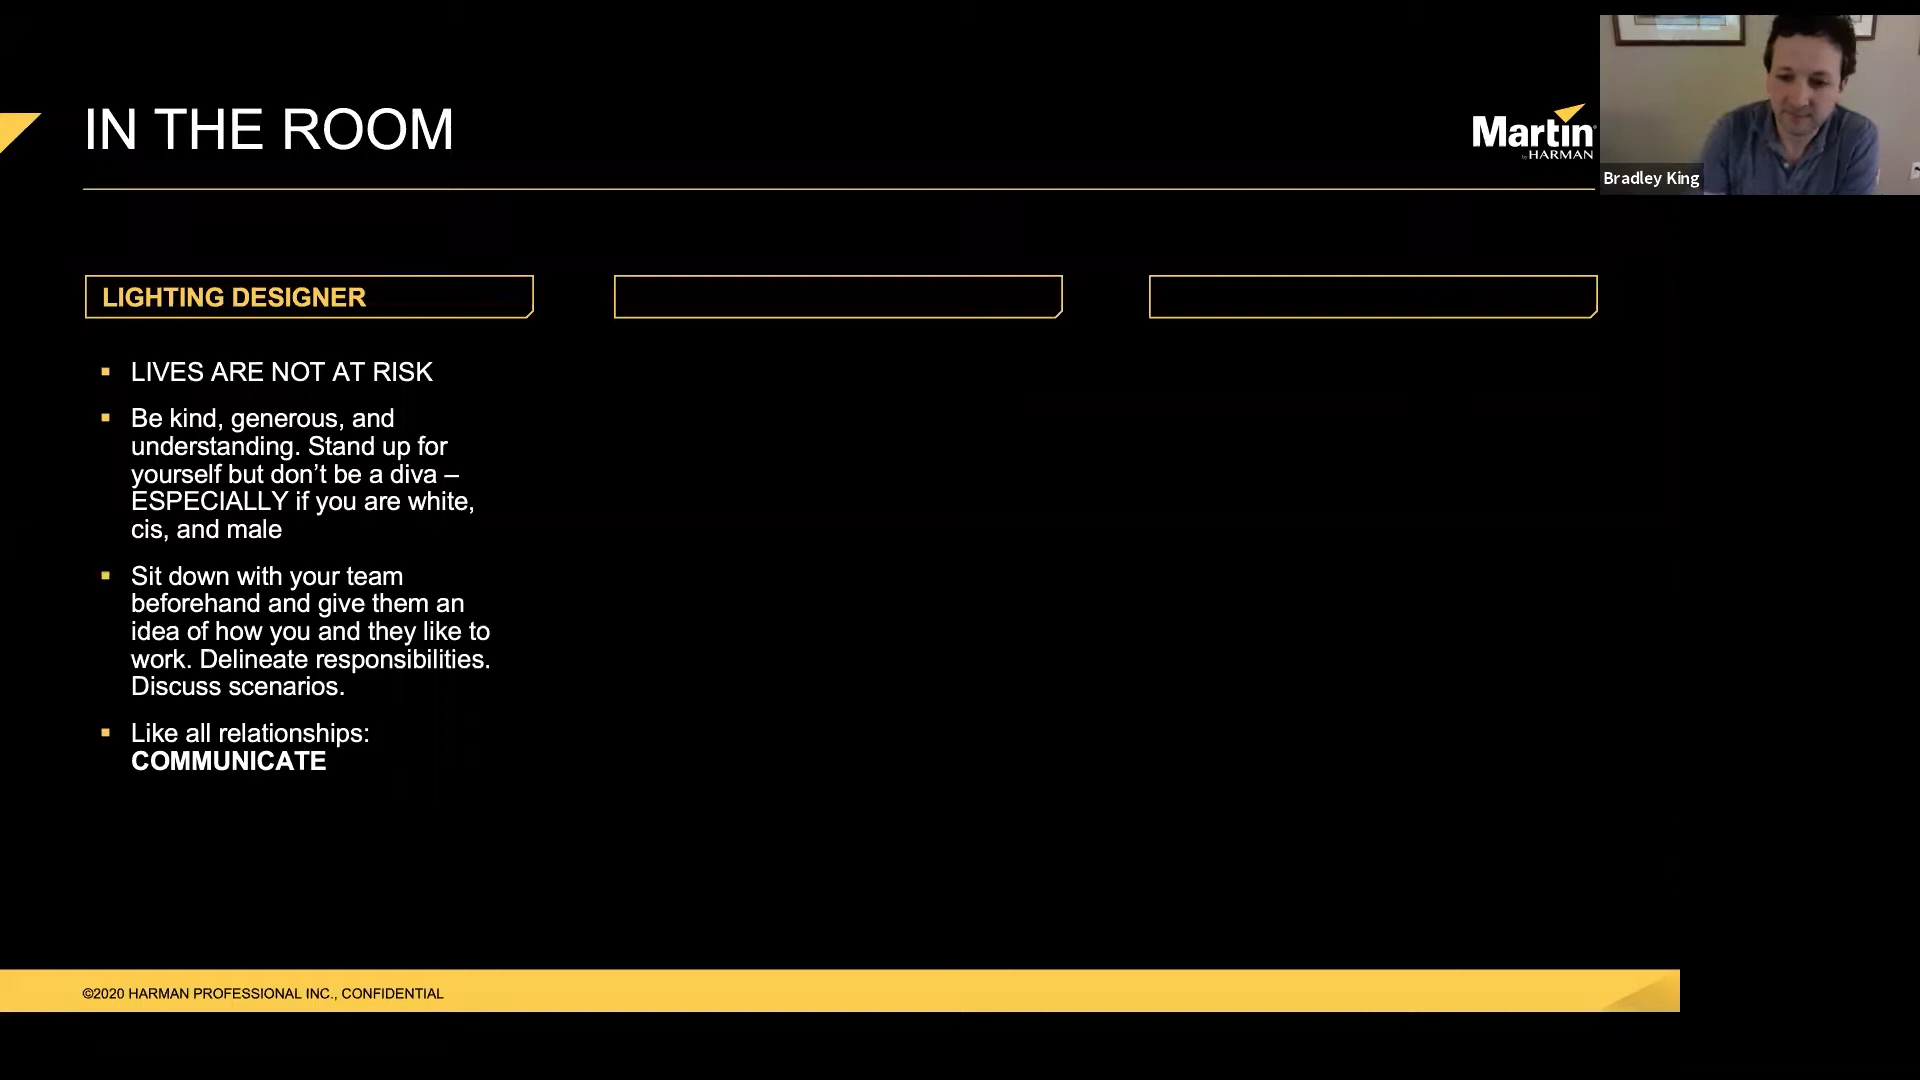 IN THE ROOM
Martin
by HARMAN
Bradley King
LIGHTING DESIGNER
LIVES ARE NOT AT RISK
Be kind, generous, and
understanding. Stand up for
yourself but don’t be a diva –
ESPECIALLY if you are white,
cis, and male
Sit down with your team
beforehand and give them an
idea of how you and they like to
work. Delineate responsibilities.
Discuss scenarios.
Like all relationships:
COMMUNICATE
©2020 HARMAN PROFESSIONAL INC., CONFIDENTIAL